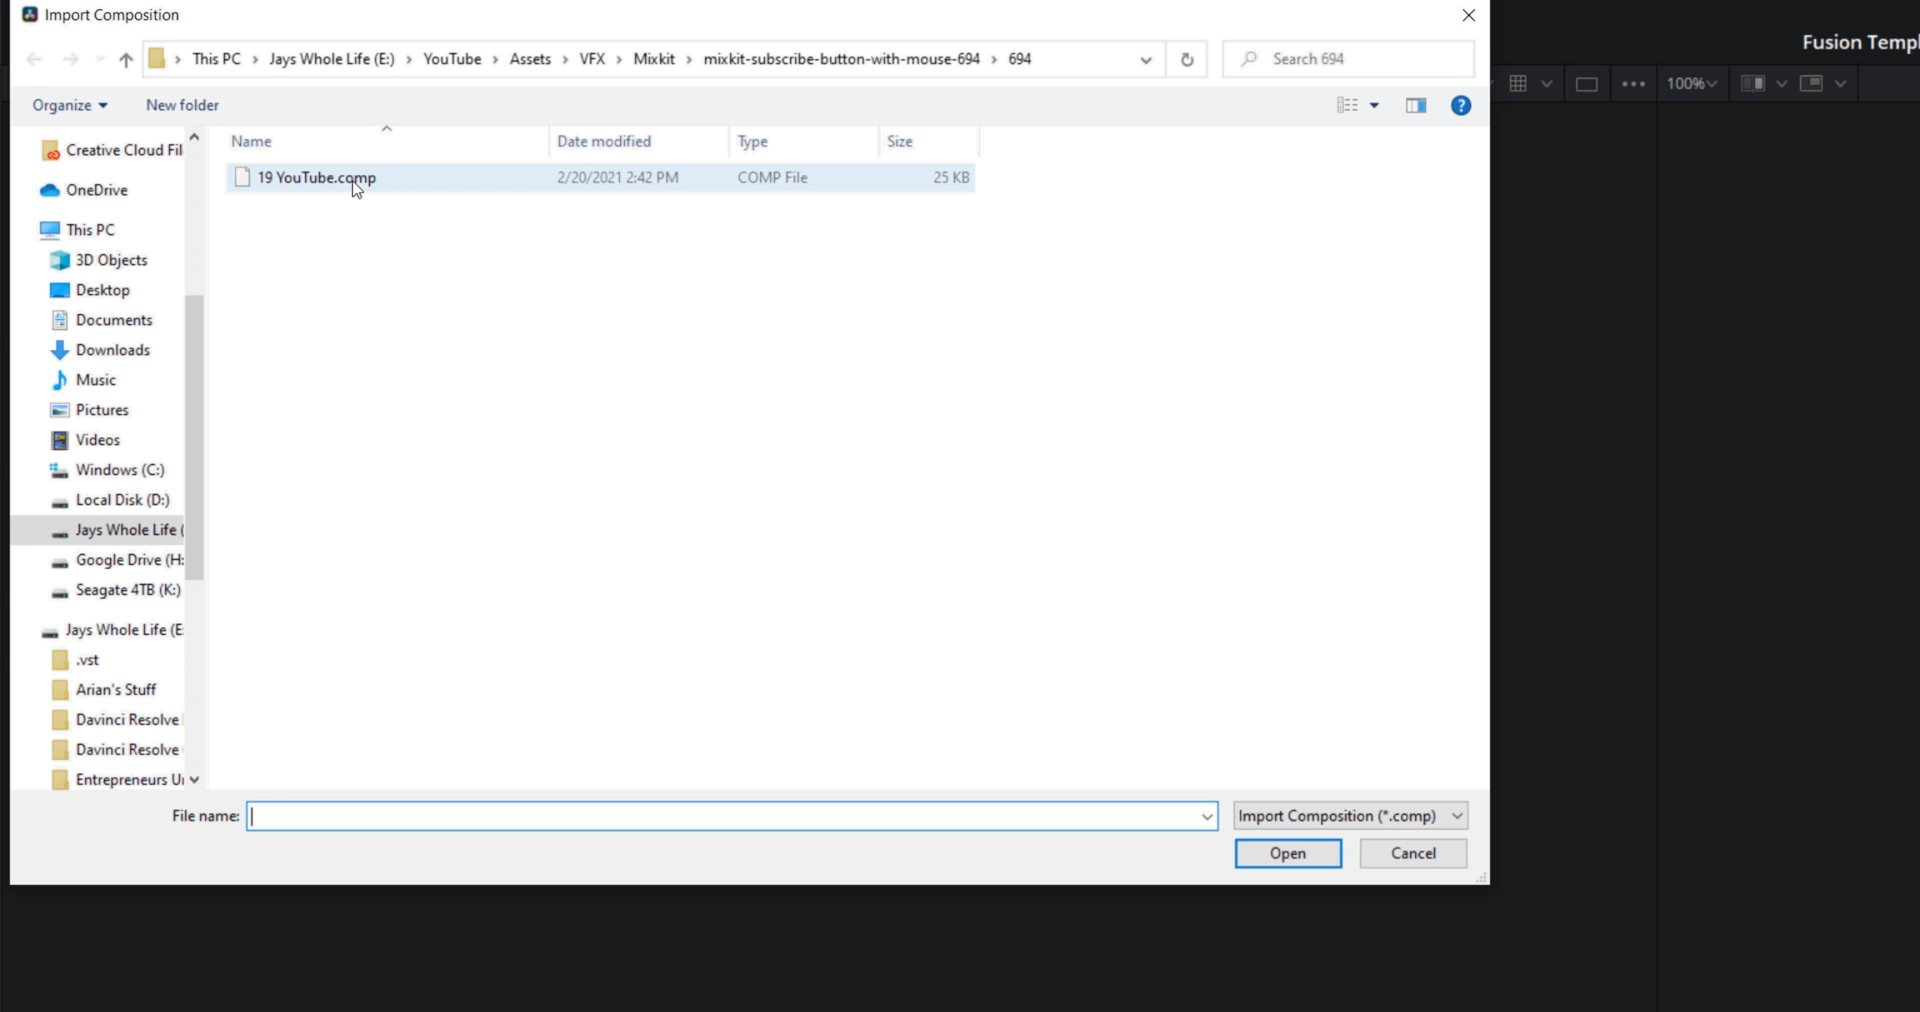 Import Composition
Fusion Templ
This PC > Jays Whole Life (E:) > YouTube > Assets > VFX > Mixkit > mixkit-subscribe-button-with-mouse-694 > 694
Search 694
100%
Organize
New folder
Name
Date modified
Type
Size
19 YouTube.comp
2/20/2021 2:42 PM
COMP File
25 KB
Creative Cloud Fil
OneDrive
This PC
3D Objects
Desktop
Documents
Downloads
Music
Pictures
Videos
Windows (C:)
Local Disk (D:)
Jays Whole Life (
Google Drive (H:
Seagate 4TB (K:)
Jays Whole Life (E:
.vst
Arian's Stuff
Davinci Resolve
Davinci Resolve
Entrepreneurs Un
File name:
Import Composition (*.comp)
Open
Cancel